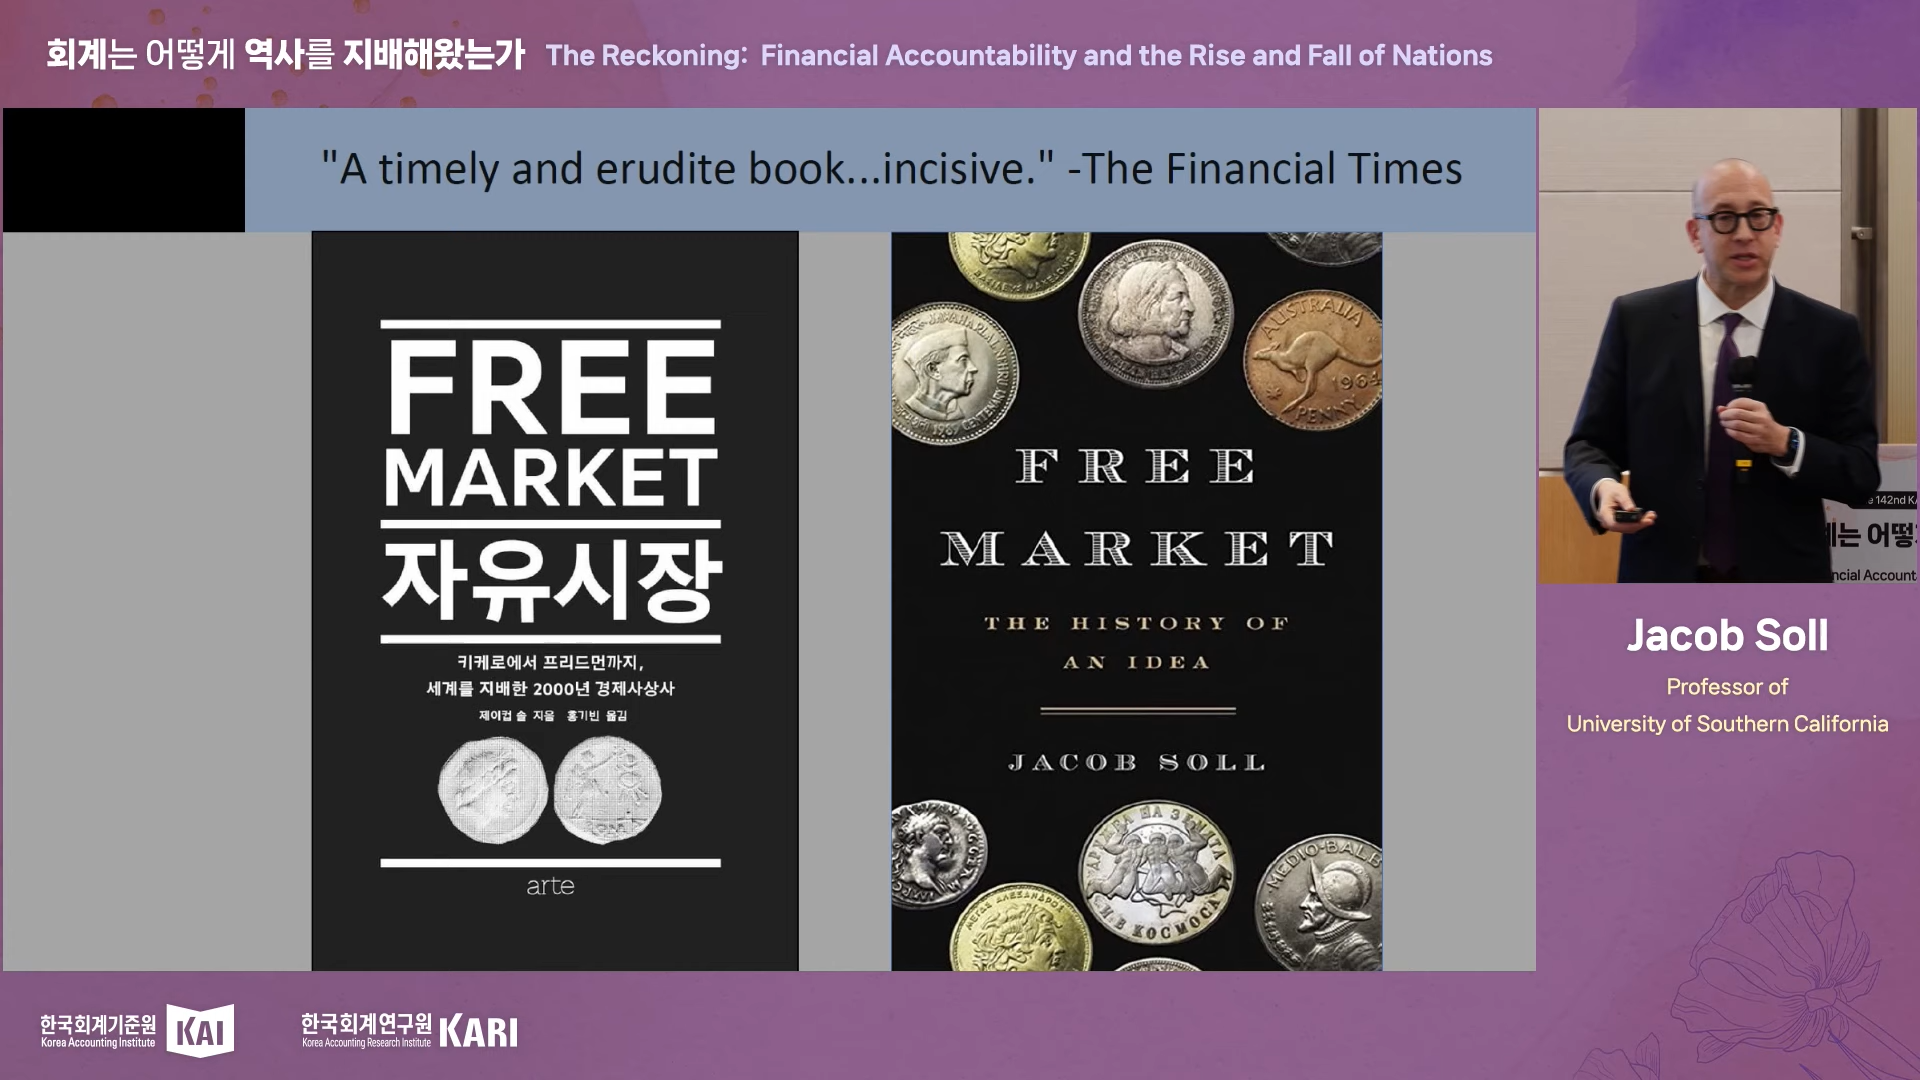 회계는 어떻게 역사를 지배해왔는가 The Reckoning: Financial Accountability and the Rise and Fall of Nations
"A timely and erudite book...incisive." -The Financial Times
FREE
MARKET
자유시장
키케로에서 프리드먼까지,
세계를 지배한 2000년 경제사상사
제이컵 솔 지음 홍기빈 옮김
arte
AUSTRALIA
1964
PENNY
FREE
MARKET
THE HISTORY OF
AN IDEA
JACOB SOLL
И В КОСМОСА
142nd
어떻
Jacob Soll
Professor of
University of Southern California
한국회계기준원
Korea Accounting Institute
KAI
한국회계연구원
Korea Accounting Research Institute
KARI